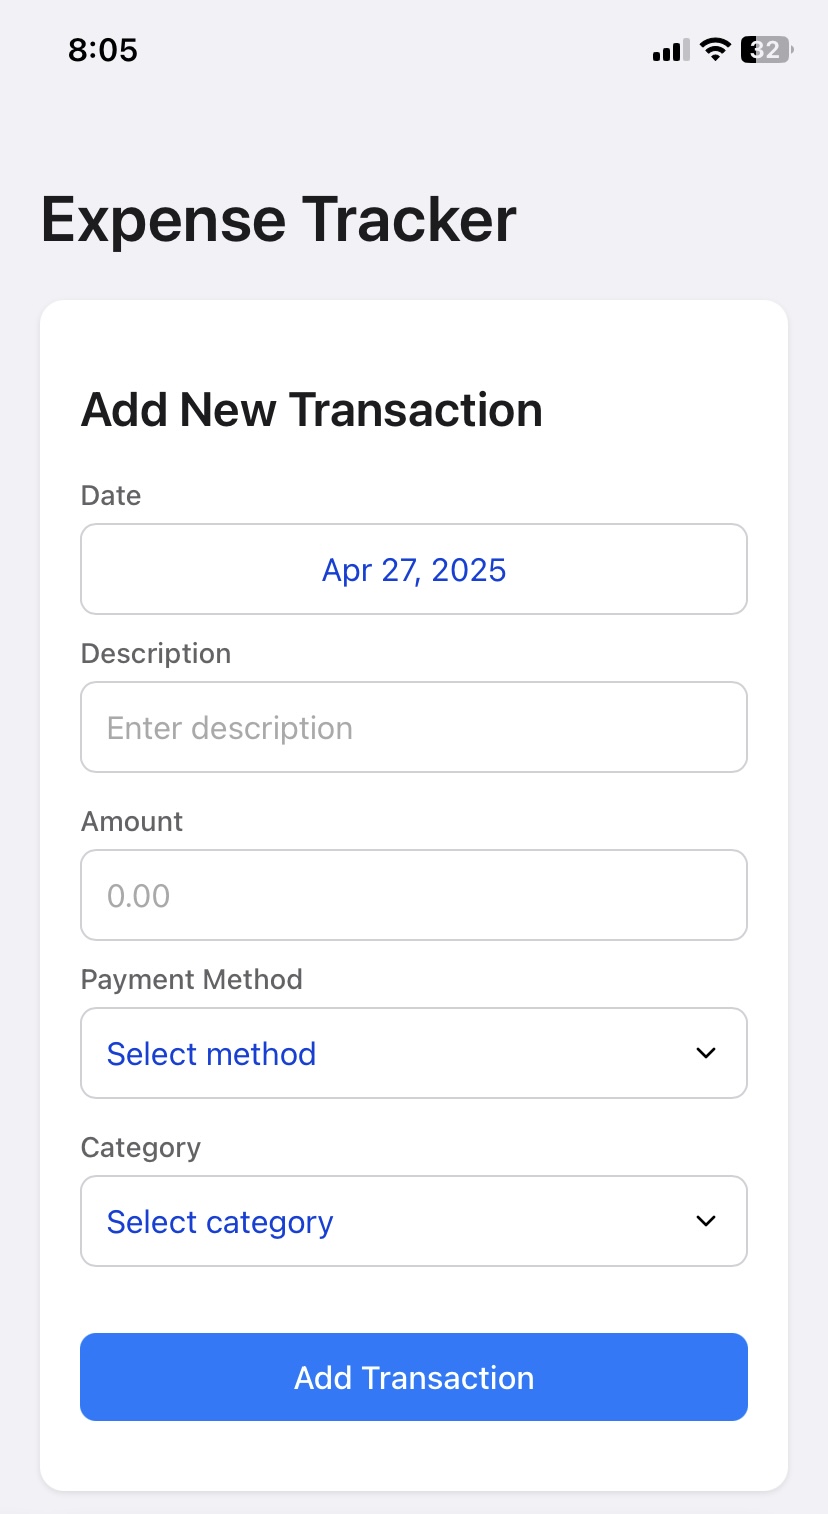 8:05
32
Expense Tracker
Add New Transaction
Date
Apr 27, 2025
Description
Enter description
Amount
0.00
Payment Method
Select method
Category
Select category
Add Transaction